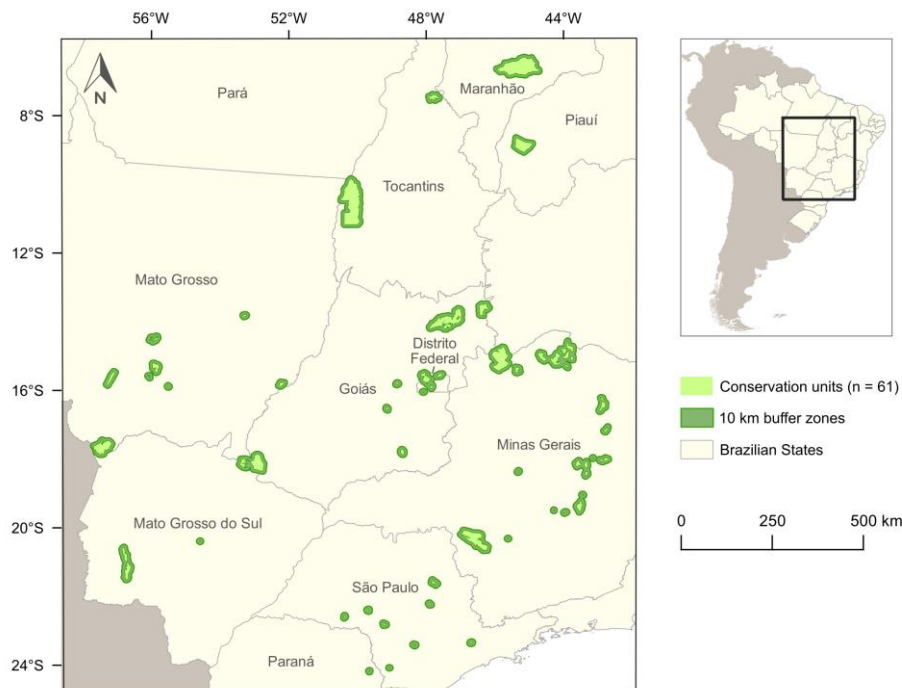 56°W 52°W 48°W 44°W
8°S
12°S
16°S
20°S
24°S
N
Pará
Maranhão
Piauí
Tocantins
Mato Grosso
Distrito
Federal
Goiás
Minas Gerais
Mato Grosso do Sul
São Paulo
Paraná
Conservation units (n = 61)
10 km buffer zones
Brazilian States
0 250 500 km